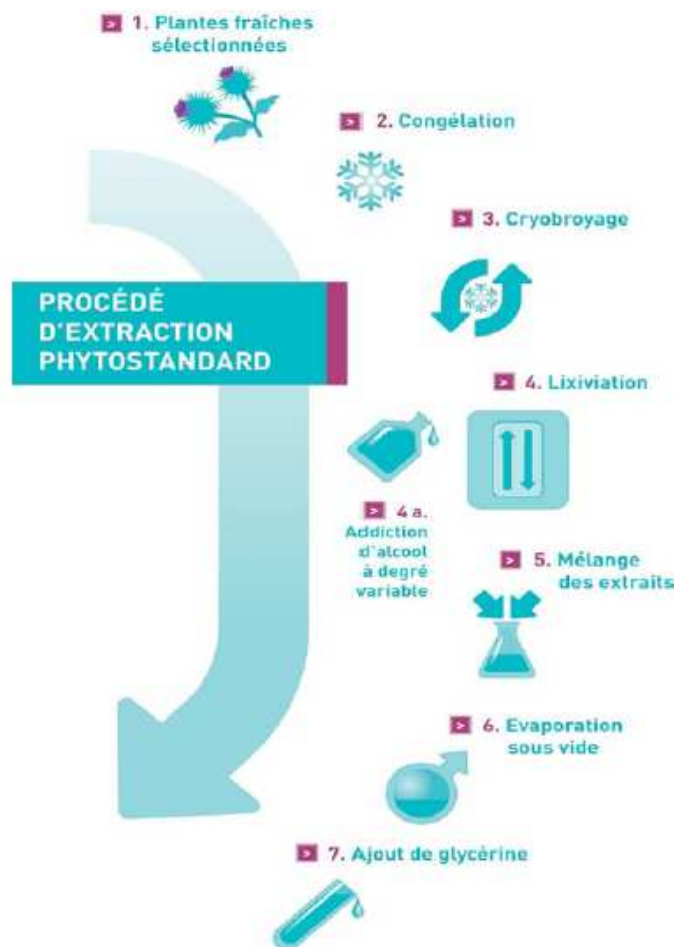 1. Plantes fraîches
sélectionnées
2. Congélation
3. Cryobroyage
PROCÉDÉ
D'EXTRACTION
PHYTOSTANDARD
4. Lixiviation
4 a.
Addiction
d'alcool
à degré
variable
5. Mélange
des extraits
6. Evaporation
sous vide
7. Ajout de glycérine